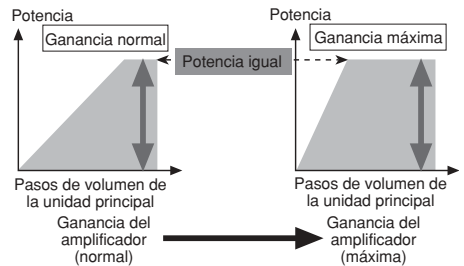 Potencia
Ganancia normal
Potencia igual
Potencia
Ganancia máxima
Pasos de volumen de
la unidad principal
Pasos de volumen de
la unidad principal
Ganancia del
amplificador
(normal)
Ganancia del
amplificador
(máxima)